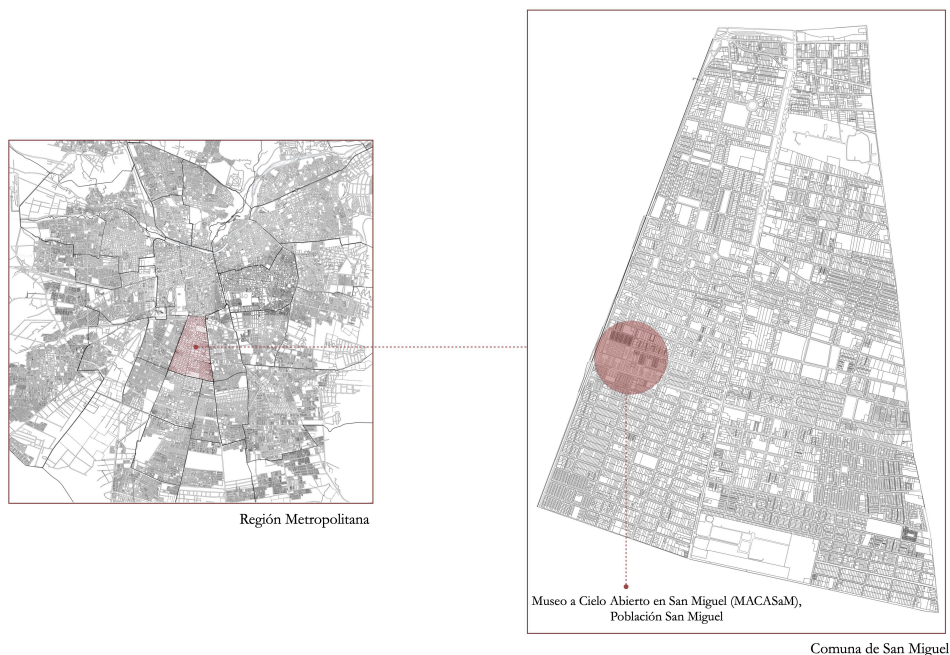 Región Metropolitana
Museo a Cielo Abierto en San Miguel (MACASaM),
Población San Miguel
Comuna de San Miguel